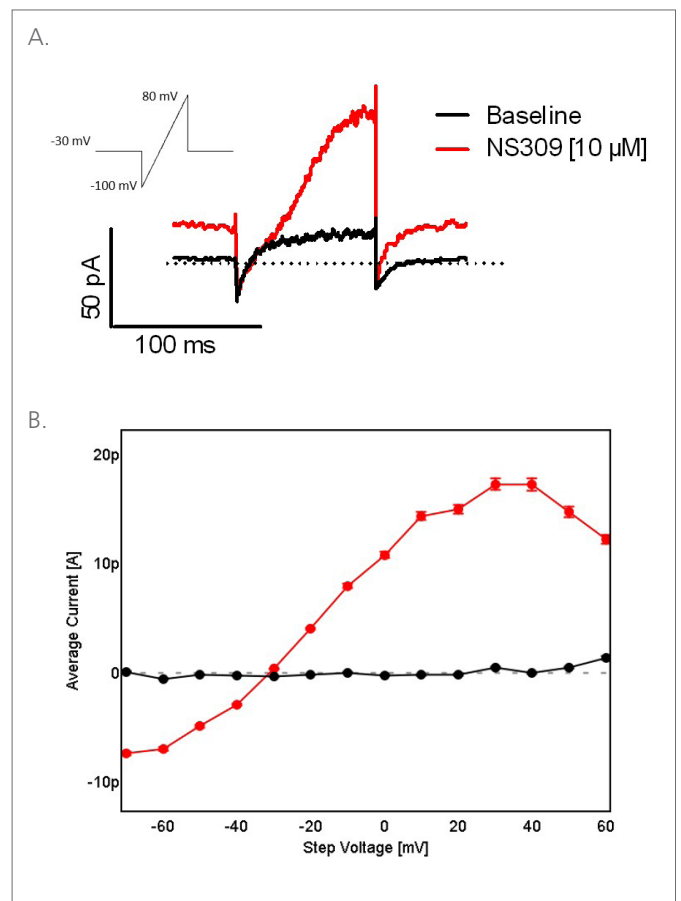 A.
80 mV
-30 mV
-100 mV
Baseline
NS309 [10 µM]
50 pA
100 ms
B.
20p
10p
0
-10p
Average Current [A]
-60 -40 -20 0 20 40 60
Step Voltage [mV]